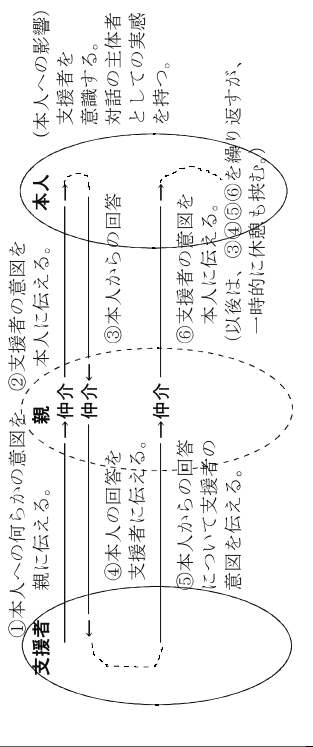 ①本人への何らかの意図を
親に伝える。
②支援者の意図を
本人に伝える。
(本人への影響)
支援者を
意識する。
対話の主体者
としての実感
を持つ。
支援者
親
本人
仲介
仲介
③本人からの回答
④本人の回答を
支援者に伝える。
仲介
⑤本人からの回答
について支援者の
意図を伝える。
⑥支援者の意図を
本人に伝える。
(以後は、③④⑤⑥を繰り返すが、
一時的に休憩も挟む。)